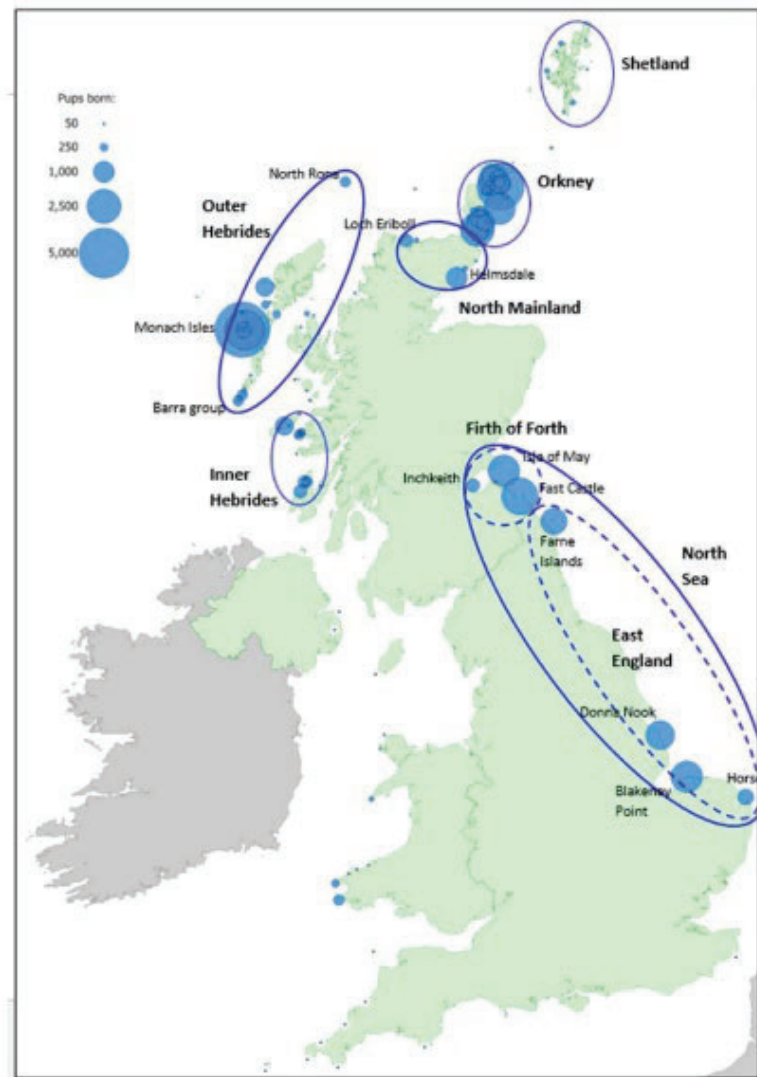 Shetland
Pups born:
50
250
1,000
2,500
5,000
North Rona
Orkney
Outer
Hebrides
Loch Eriboll
Helmsdale
North Mainland
Monach Isles
Barra group
Firth of Forth
Isle of May
Inchkeith
Fast Castle
Inner
Hebrides
Farne
Islands
North
Sea
East
England
Donna Nook
Horse
Blakeney
Point